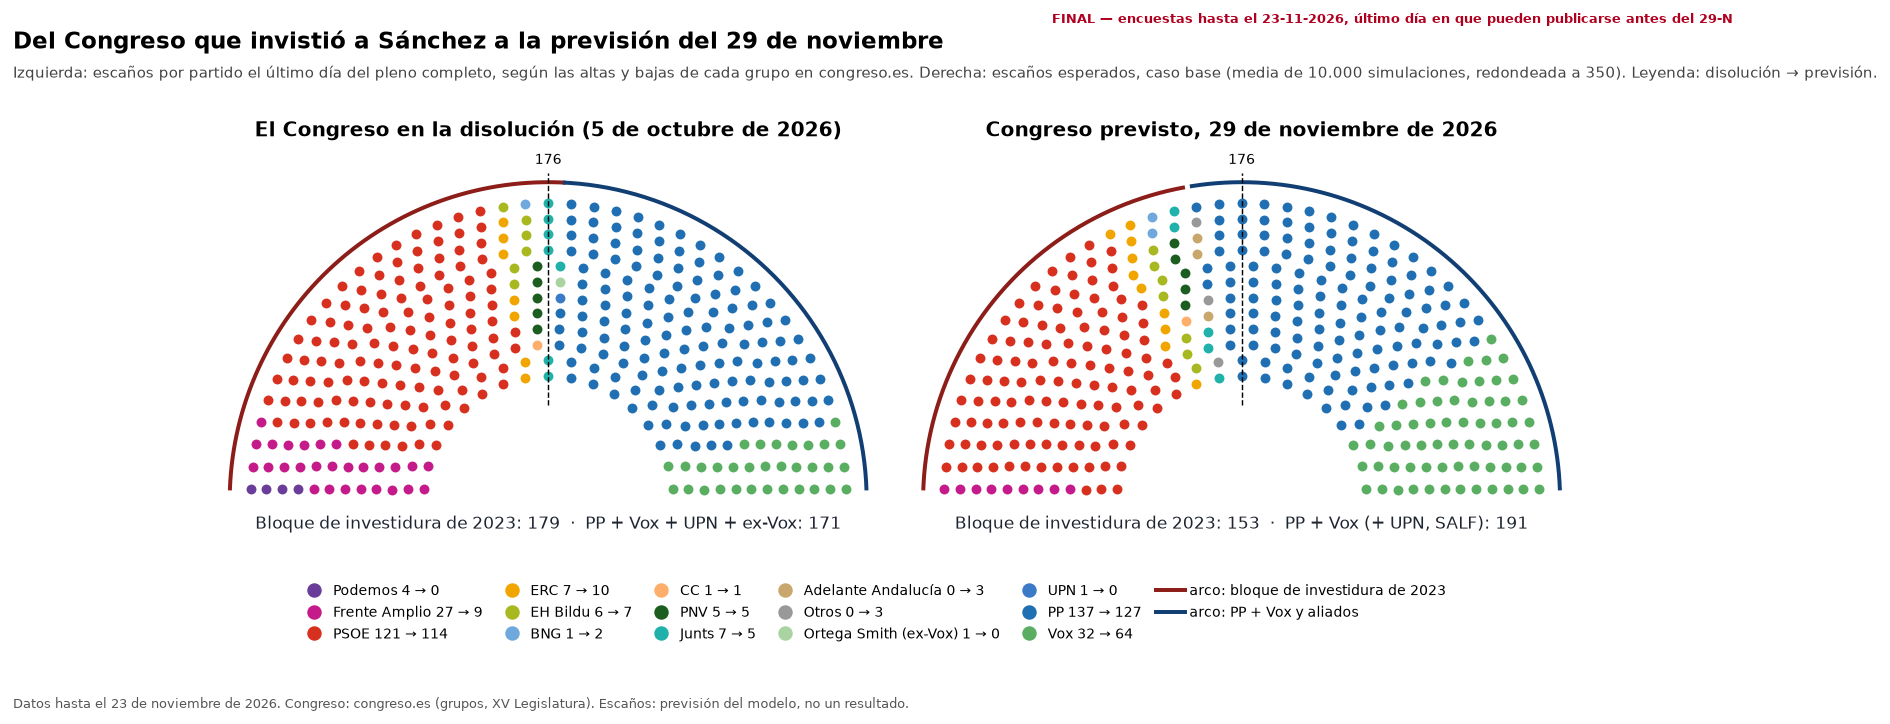 FINAL — encuestas hasta el 23-11-2026, último día en que pueden publicarse antes del 29-N
Del Congreso que invistió a Sánchez a la previsión del 29 de noviembre
Izquierda: escaños por partido el último día del pleno completo, según las altas y bajas de cada grupo en congreso.es. Derecha: escaños esperados, caso base (media de 10.000 simulaciones, redondeada a 350). Leyenda: disolución → previsión.
El Congreso en la disolución (5 de octubre de 2026)
176
Bloque de investidura de 2023: 179 · PP + Vox + UPN + ex-Vox: 171
Congreso previsto, 29 de noviembre de 2026
176
Bloque de investidura de 2023: 153 · PP + Vox (+ UPN, SALF): 191
Podemos 4 → 0
Frente Amplio 27 → 9
PSOE 121 → 114
ERC 7 → 10
EH Bildu 6 → 7
BNG 1 → 2
CC 1 → 1
PNV 5 → 5
Junts 7 → 5
Adelante Andalucía 0 → 3
Otros 0 → 3
Ortega Smith (ex-Vox) 1 → 0
UPN 1 → 0
PP 137 → 127
Vox 32 → 64
arco: bloque de investidura de 2023
arco: PP + Vox y aliados
Datos hasta el 23 de noviembre de 2026. Congreso: congreso.es (grupos, XV Legislatura). Escaños: previsión del modelo, no un resultado.